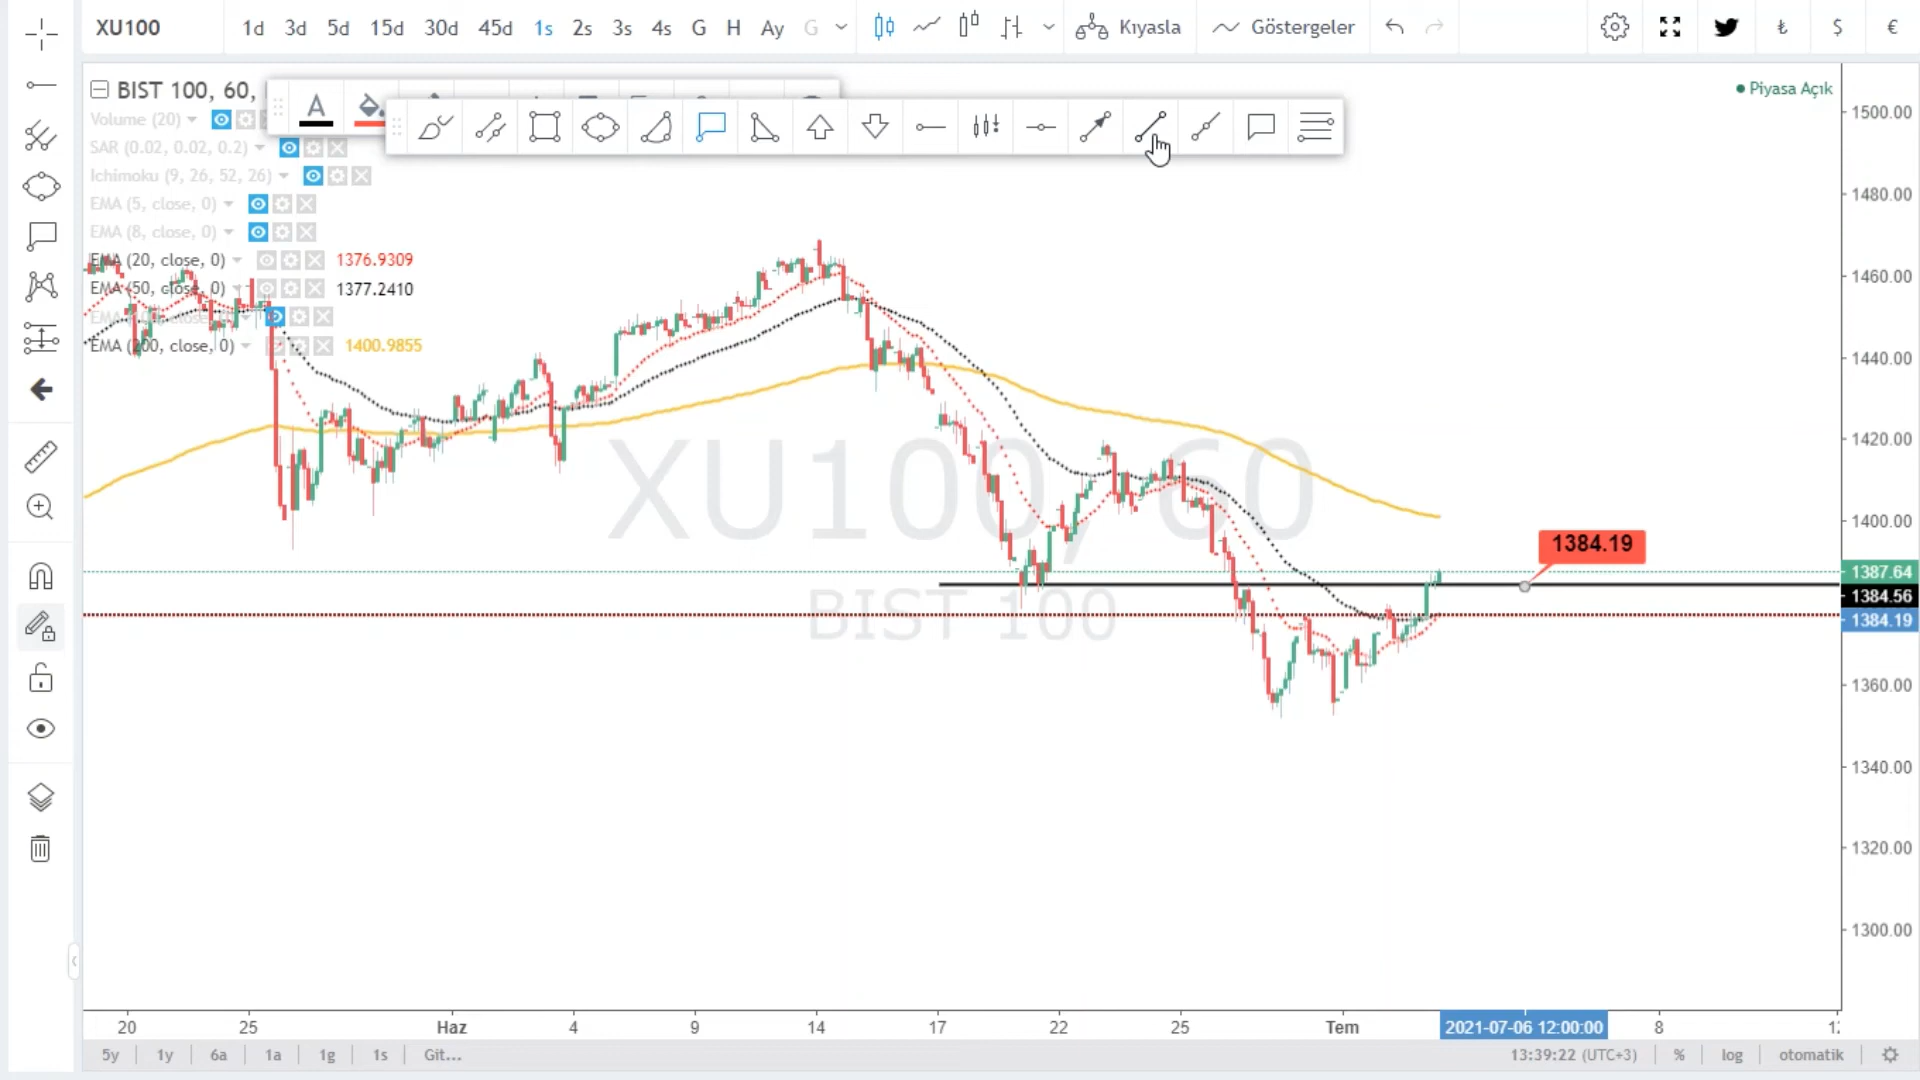 XU100 1d 3d 5d 15d 30d 45d 1s 2s 3s 4s G H Ay G Kıyasla Göstergeler ₺ $ €
BIST 100, 60,
Piyasa Açık
Volume (20)
SAR (0.02, 0.02, 0.2)
Ichimoku (9, 26, 52, 26)
EMA (5, close, 0)
EMA (8, close, 0)
EMA (20, close, 0) 1376.9309
EMA (50, close, 0) 1377.2410
EMA (200, close, 0) 1400.9855
A
XU100, 60
BIST 100
1384.19
1500.00
1480.00
1460.00
1440.00
1420.00
1400.00
1387.64
1384.56
1384.19
1360.00
1340.00
1320.00
1300.00
20 25 Haz 4 9 14 17 22 25 Tem 2021-07-06 12:00:00 8
5y 1y 6a 1a 1g 1s Git... 13:39:22 (UTC+3) % log otomatik